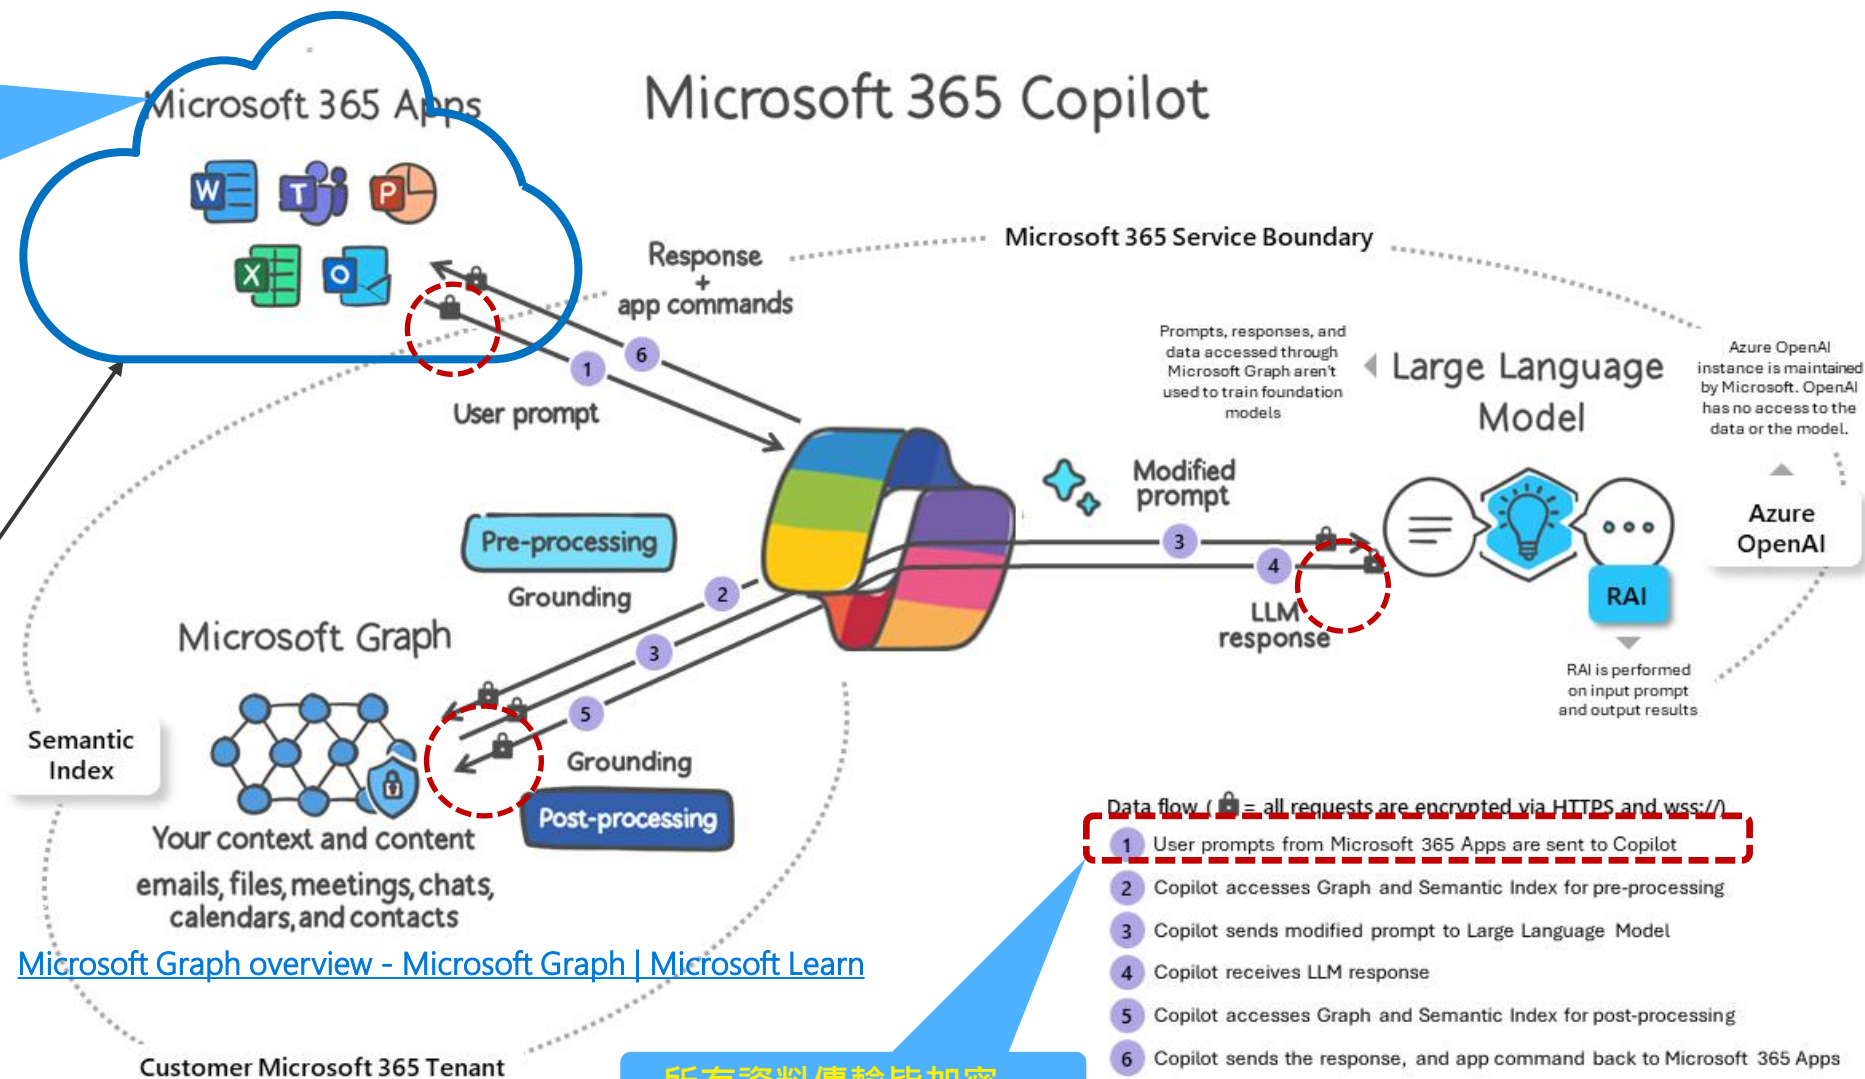 Microsoft 365 Apps
Microsoft 365 Copilot
W
T
P
X
O
Response
+
app commands
Microsoft 365 Service Boundary
6
1
User prompt
Prompts, responses, and
data accessed through
Microsoft Graph aren't
used to train foundation
models
Large Language
Model
Azure OpenAI
instance is maintained
by Microsoft. OpenAI
has no access to the
data or the model.
Modified
prompt
3
4
LLM
response
Azure
OpenAI
RAI
RAI is performed
on input prompt
and output results
Pre-processing
Grounding
2
3
5
Microsoft Graph
Semantic
Index
Grounding
Post-processing
Your context and content
emails, files, meetings, chats,
calendars, and contacts
Microsoft Graph overview - Microsoft Graph | Microsoft Learn
Customer Microsoft 365 Tenant
Data flow ( = all requests are encrypted via HTTPS and wss://)
1 User prompts from Microsoft 365 Apps are sent to Copilot
2 Copilot accesses Graph and Semantic Index for pre-processing
3 Copilot sends modified prompt to Large Language Model
4 Copilot receives LLM response
5 Copilot accesses Graph and Semantic Index for post-processing
6 Copilot sends the response, and app command back to Microsoft 365 Apps
所有資料傳輸皆加密